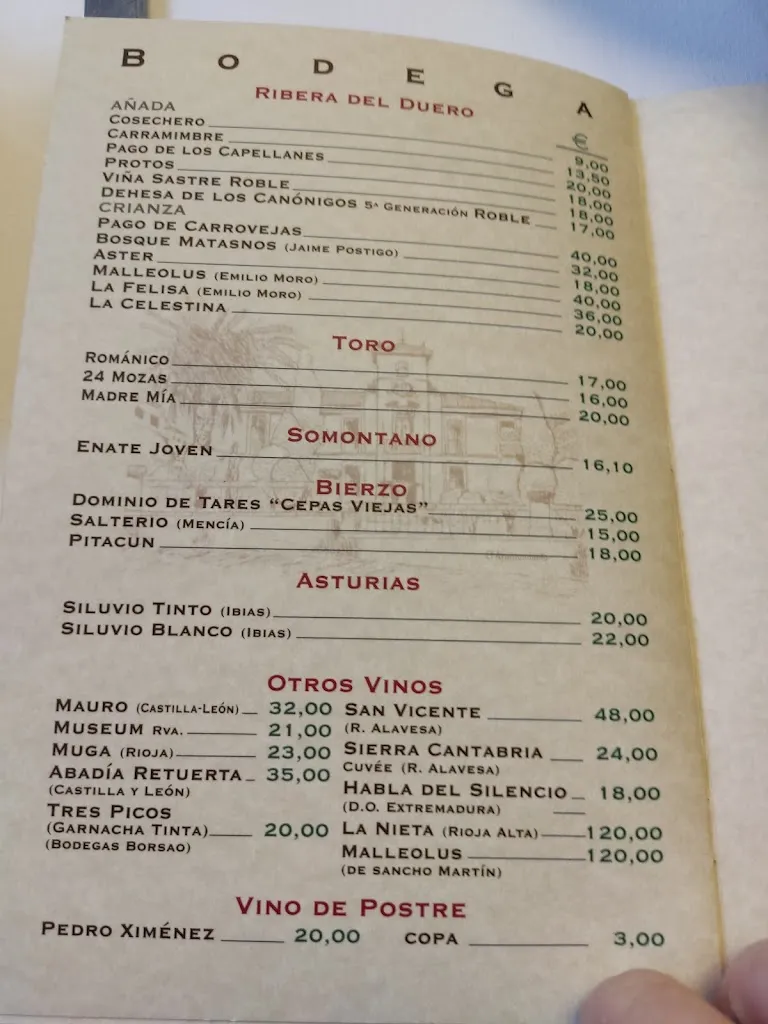 BODEGA
RIBERA DEL DUERO
AÑADA €
COSECHERO 9,00
CARRAMIMBRE 13,50
PAGO DE LOS CAPELLANES 20,00
PROTOS 18,00
VIÑA SASTRE ROBLE 18,00
DEHESA DE LOS CANÓNIGOS 5ª GENERACIÓN ROBLE 17,00
CRIANZA
PAGO DE CARROVEJAS 40,00
BOSQUE MATASNOS (JAIME POSTIGO) 32,00
ASTER 18,00
MALLEOLUS (EMILIO MORO) 40,00
LA FELISA (EMILIO MORO) 36,00
LA CELESTINA 20,00
TORO
ROMÁNICO 17,00
24 MOZAS 16,00
MADRE MÍA 20,00
SOMONTANO
ENATE JOVEN 16,10
BIERZO
DOMINIO DE TARES “CEPAS VIEJAS” 25,00
SALTERIO (MENCÍA) 15,00
PITACUN 18,00
ASTURIAS
SILUVIO TINTO (IBIAS) 20,00
SILUVIO BLANCO (IBIAS) 22,00
OTROS VINOS
MAURO (CASTILLA-LEÓN) 32,00
MUSEUM RVA. 21,00
MUGA (RIOJA) 23,00
ABADÍA RETUERTA 35,00
(CASTILLA Y LEÓN)
TRES PICOS
(GARNACHA TINTA) 20,00
(BODEGAS BORSAO)
SAN VICENTE 48,00
(R. ALAVESA)
SIERRA CANTABRIA 24,00
CUVÉE (R. ALAVESA)
HABLA DEL SILENCIO 18,00
(D.O. EXTREMADURA)
LA NIETA (RIOJA ALTA) 120,00
MALLEOLUS 120,00
(DE SANCHO MARTÍN)
VINO DE POSTRE
PEDRO XIMÉNEZ 20,00 COPA 3,00